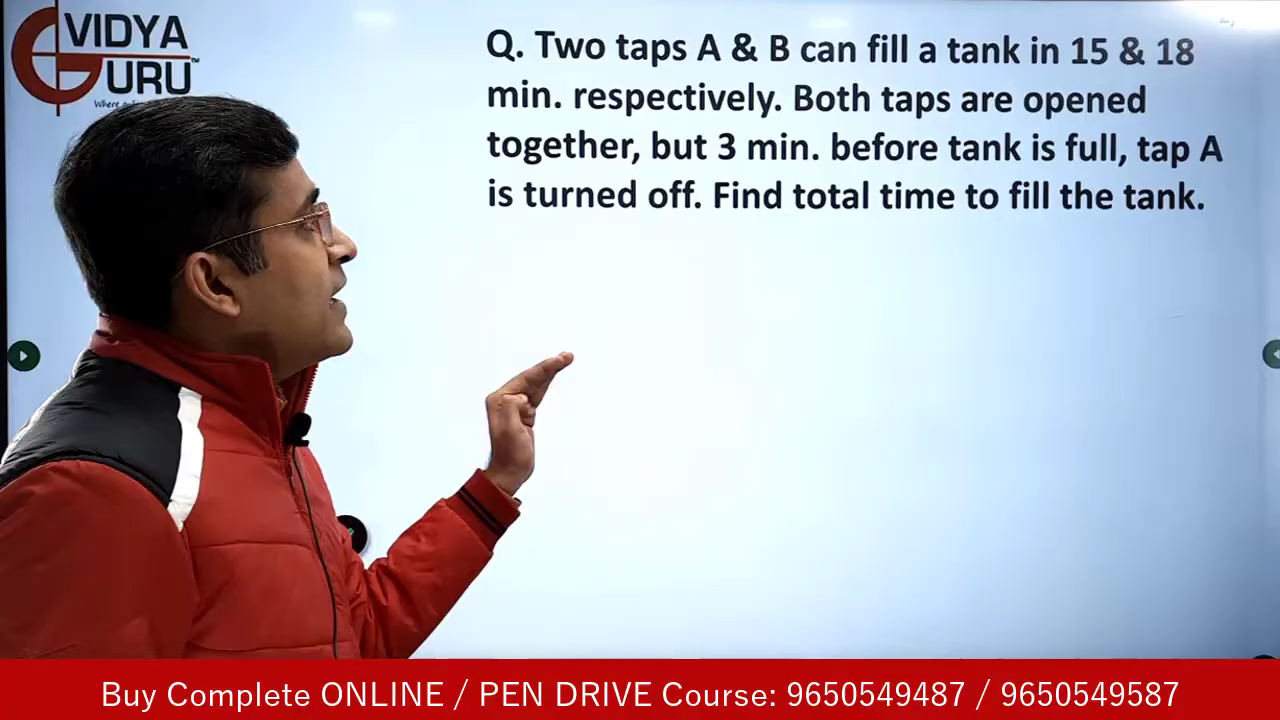 VIDYA
GURU
Q. Two taps A & B can fill a tank in 15 & 18
min. respectively. Both taps are opened
together, but 3 min. before tank is full, tap A
is turned off. Find total time to fill the tank.
Where
Buy Complete ONLINE / PEN DRIVE Course: 9650549487 / 9650549587